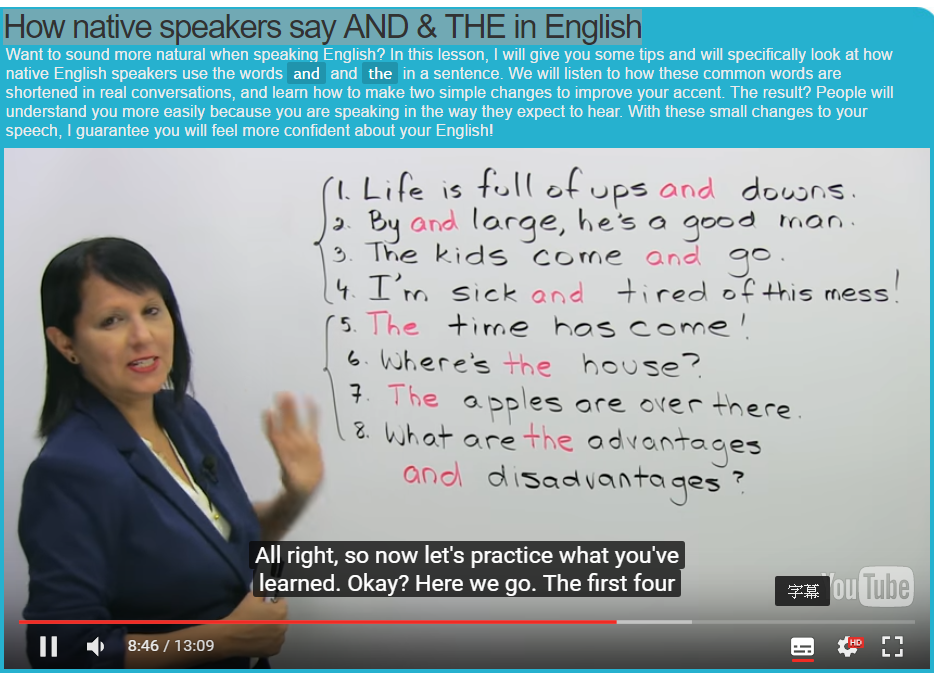 How native speakers say AND & THE in English
Want to sound more natural when speaking English? In this lesson, I will give you some tips and will specifically look at how
native English speakers use the words and and the in a sentence. We will listen to how these common words are
shortened in real conversations, and learn how to make two simple changes to improve your accent. The result? People will
understand you more easily because you are speaking in the way they expect to hear. With these small changes to your
speech, I guarantee you will feel more confident about your English!
1. Life is full of ups and downs.
2. By and large, he's a good man.
3. The kids come and go.
4. I'm sick and tired of this mess!
5. The time has come!
6. Where's the house?
7. The apples are over there.
8. What are the advantages
and disadvantages?
All right, so now let's practice what you've
learned. Okay? Here we go. The first four
字幕
YouTube
8:46 / 13:09
HD